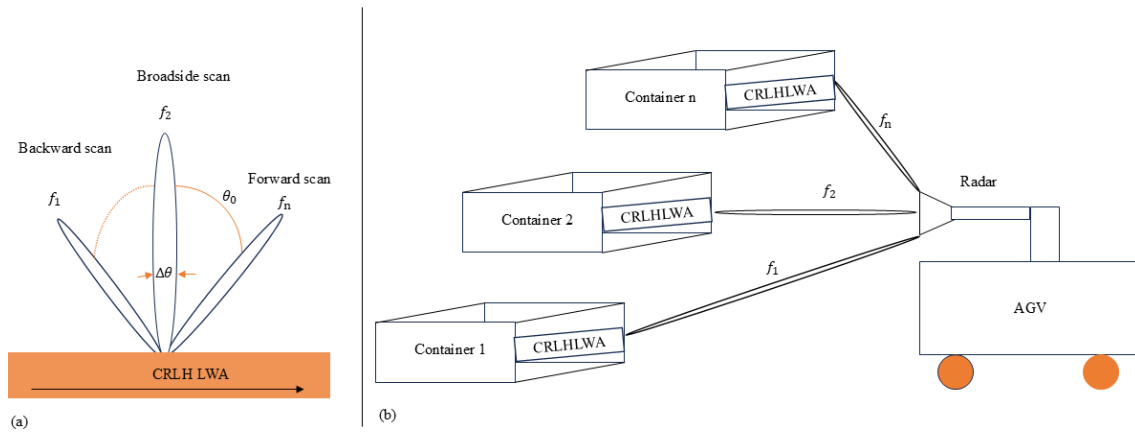 Broadside scan
f2
Backward scan
f1
Forward scan
θ0
fn
Δθ
CRLH LWA
(a)
Container n
CRLHLWA
fn
Radar
Container 2
CRLHLWA
f2
f1
AGV
Container 1
CRLHLWA
(b)